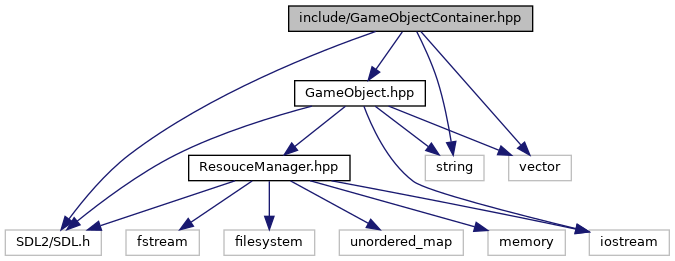 include/GameObjectContainer.hpp
GameObject.hpp
ResouceManager.hpp
string
vector
SDL2/SDL.h
fstream
filesystem
unordered_map
memory
iostream